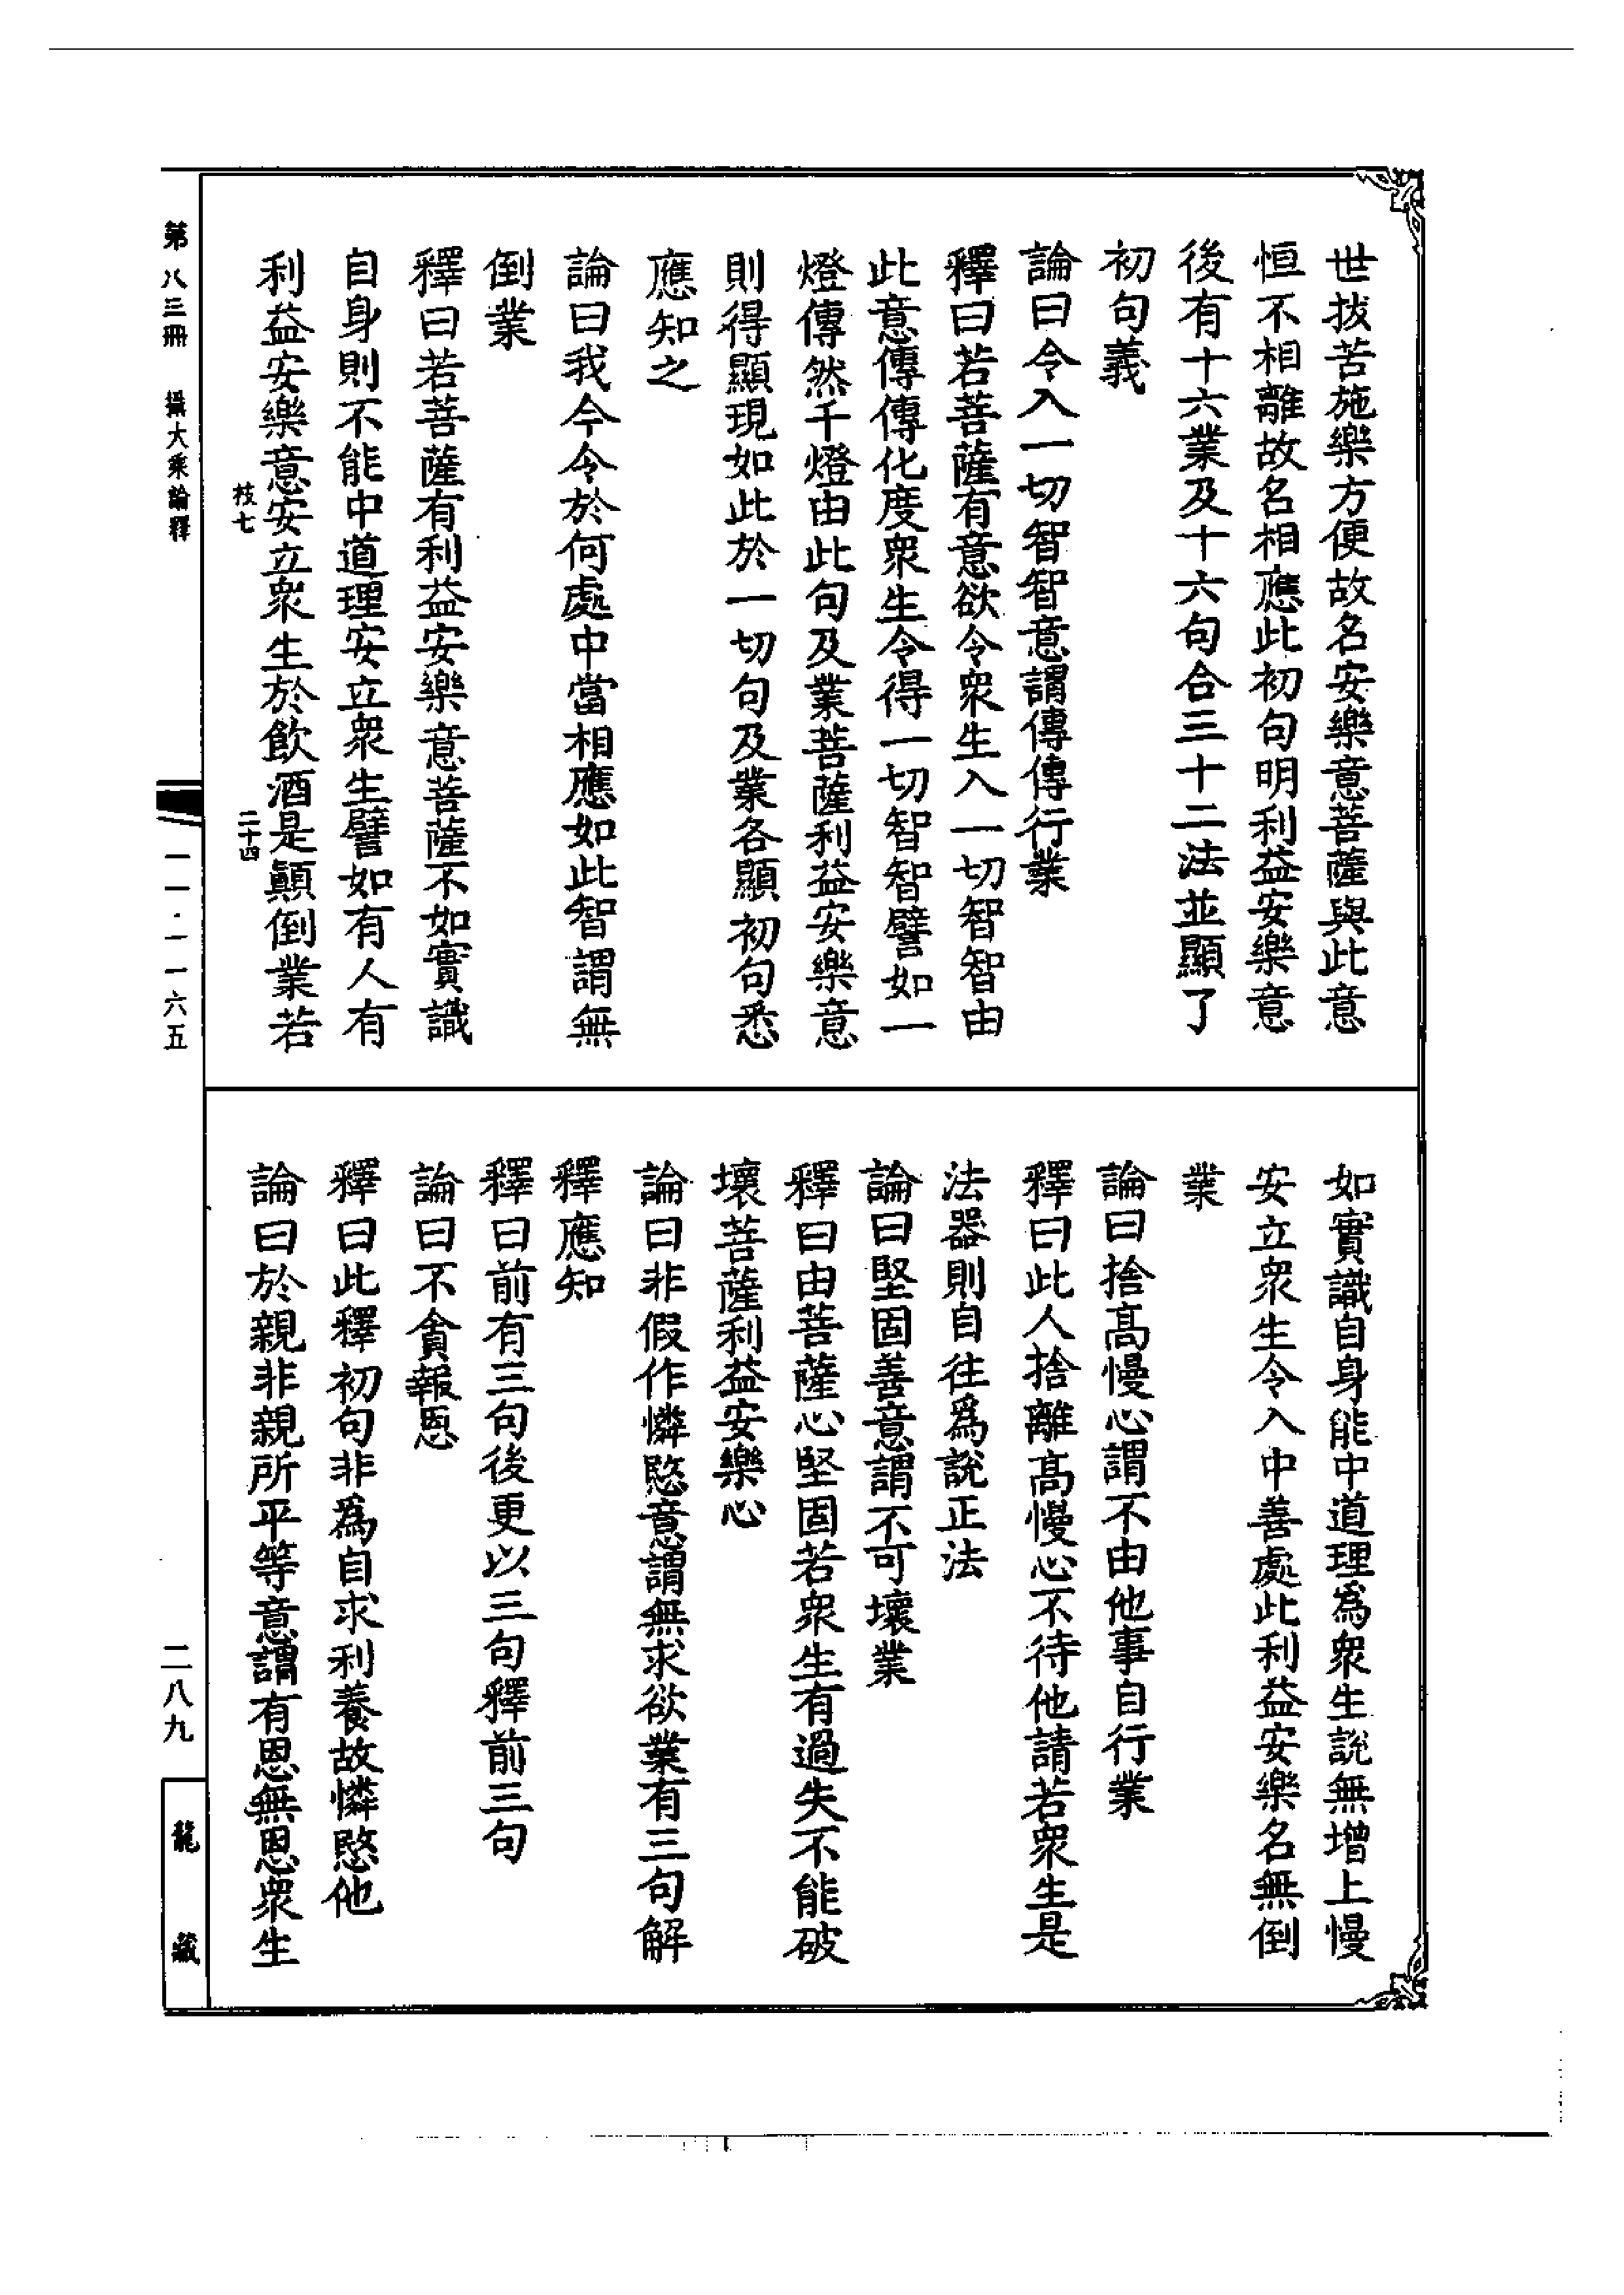 世拔苦施樂方便故名安樂意菩薩與此意
恒不相離故名相應此初句明利益安樂意
後有十六業及十六句合三十二法並顯了
初句義
論曰令入一切智智意謂傳傳行業
釋曰若菩薩有意欲令衆生入一切智智由
此意傳傳化度衆生令得一切智智譬如一
燈傳然千燈由此句及業菩薩利益安樂意
則得顯現如此於一切句及業各顯初句悉
應知之
論曰我今令於何處中當相應如此智謂無
倒業
釋曰若菩薩有利益安樂意菩薩不如實識
自身則不能中道理安立衆生譬如有人有
利益安樂意安立衆生於飲酒是顛倒業若
枝七 二十四
如實識自身能中道理爲衆生說無增上慢
安立衆生令入中善處此利益安樂名無倒
業
論曰捨高慢心謂不由他事自行業
釋曰此人捨離高慢心不待他請若衆生是
法器則自往爲說正法
論曰堅固善意謂不可壞業
釋曰由菩薩心堅固若衆生有過失不能破
壞菩薩利益安樂心
論曰非假作憐愍意謂無求欲業有三句解
釋應知
釋曰前有三句後更以三句釋前三句
論曰不貪報恩
釋曰此釋初句非爲自求利養故憐愍他
論曰於親非親所平等意謂有恩無恩衆生
第八三冊 攝大乘論釋 一一·一一六五 二八九 龍藏